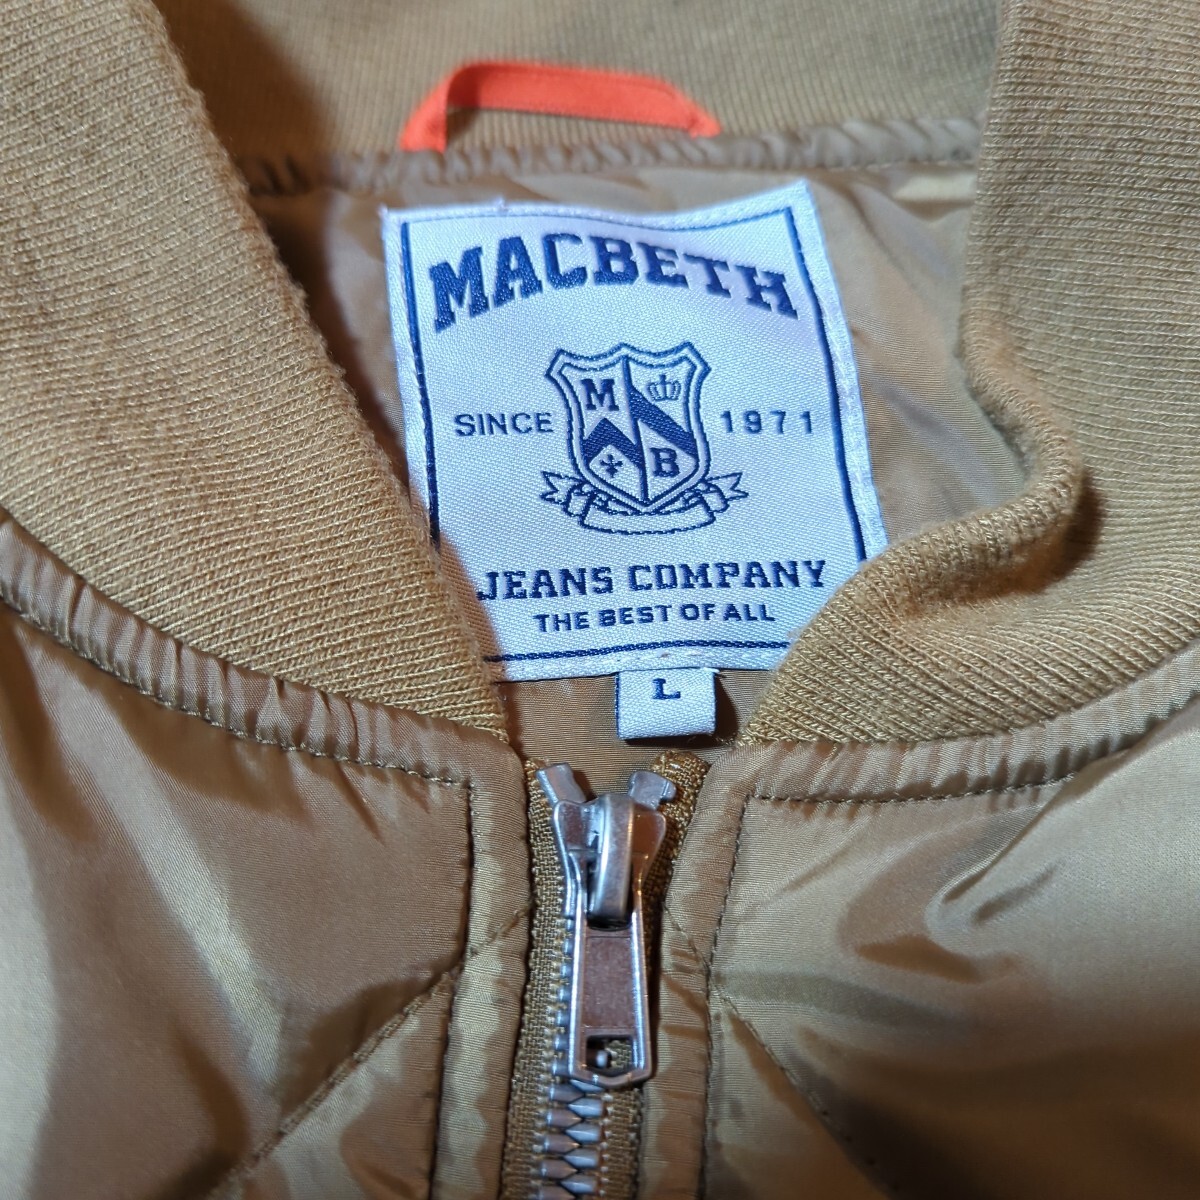 MACBETH
SINCE 1971
M
B
JEANS COMPANY
THE BEST OF ALL
L